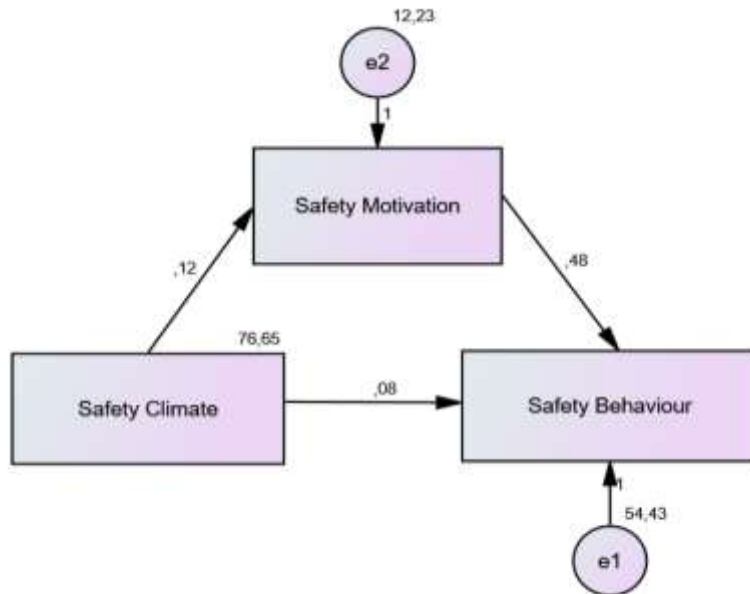 12,23
e2
1
Safety Motivation
,12
,48
76,65
Safety Climate
,08
Safety Behaviour
1
54,43
e1